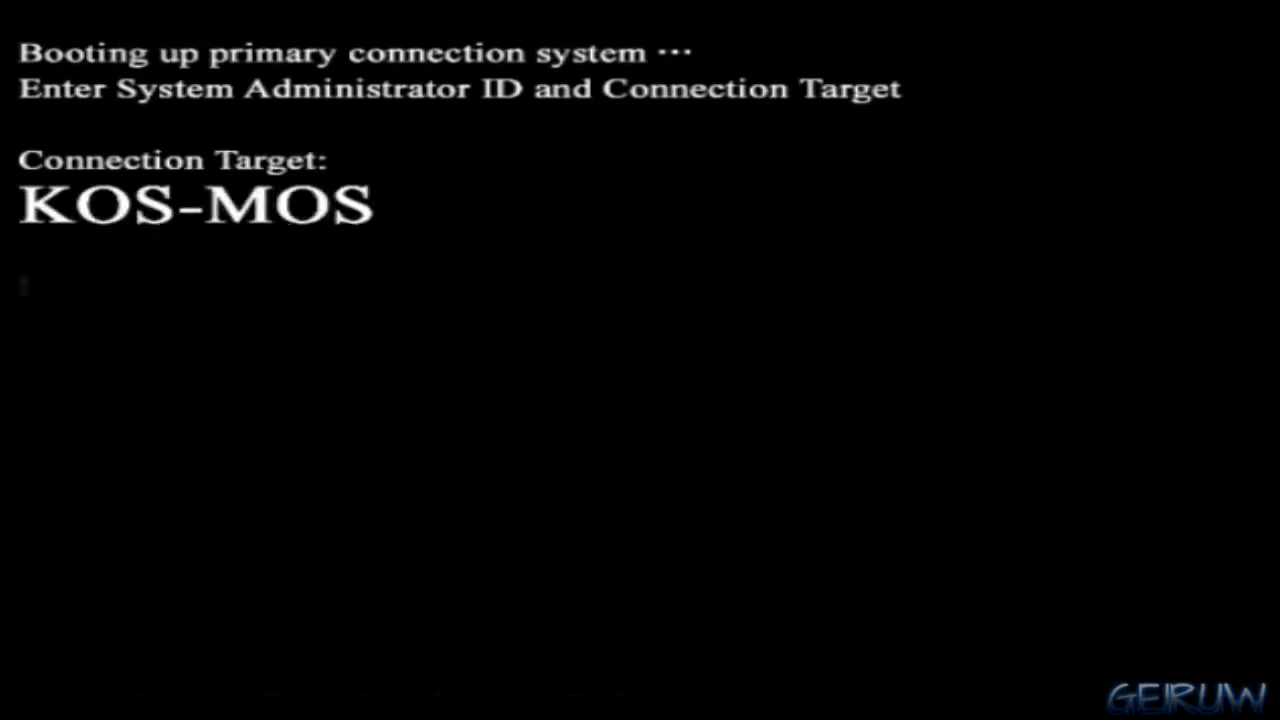 Booting up primary connection system ···
Enter System Administrator ID and Connection Target
Connection Target:
KOS-MOS
GEIRUW